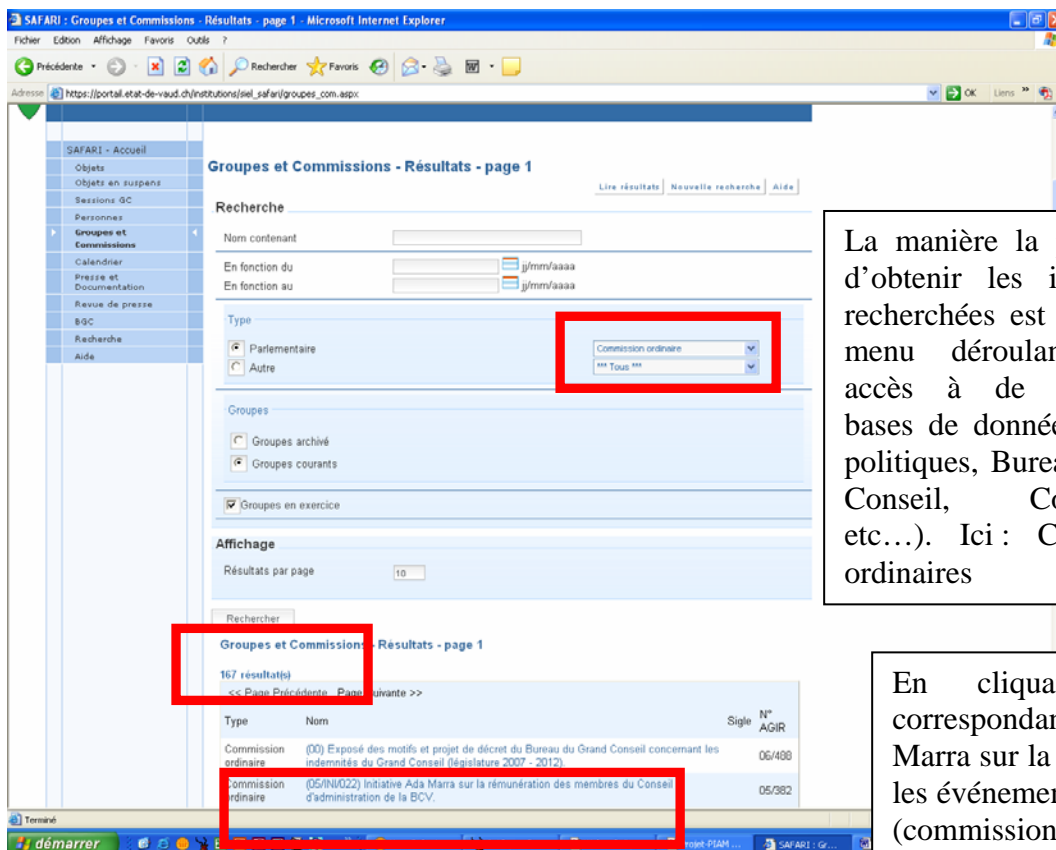 SAFARI : Groupes et Commissions - Résultats - page 1 - Microsoft Internet Explorer
Fichier Edition Affichage Favoris Outils ?
Précédente Rechercher Favoris
Adresse https://portail.etat-de-vaud.ch/institutions/siel_safari/groupes_com.aspx OK Liens »
SAFARI - Accueil
Objets
Objets en suspens
Sessions GC
Personnes
Groupes et
Commissions
Calendrier
Presse et
Documentation
Revue de presse
BGC
Recherche
Aide
Groupes et Commissions - Résultats - page 1
Lire résultats Nouvelle recherche Aide
Recherche
Nom contenant
En fonction du jj/mm/aaaa
En fonction au jj/mm/aaaa
Type
Parlementaire Commission ordinaire
Autre *** Tous ***
Groupes
Groupes archivé
Groupes courants
Groupes en exercice
Affichage
Résultats par page 10
Rechercher
Groupes et Commissions - Résultats - page 1
167 résultat(s)
<< Page Précédente Page suivante >>
Type Nom Sigle N° AGIR
Commission ordinaire (00) Exposé des motifs et projet de décret du Bureau du Grand Conseil concernant les indemnités du Grand Conseil (législature 2007 - 2012). 06/488
Commission ordinaire (05/INI/022) Initiative Ada Marra sur la rémunération des membres du Conseil d'administration de la BCV. 05/382
Terminé
démarrer Projet-PIAM ... SAFARI : Gr...
La manière la
d'obtenir les
recherchées est
menu
accès à de
bases de
politiques,
Conseil,
etc…). Ici :
ordinaires
En
Marra sur la
les
(commission